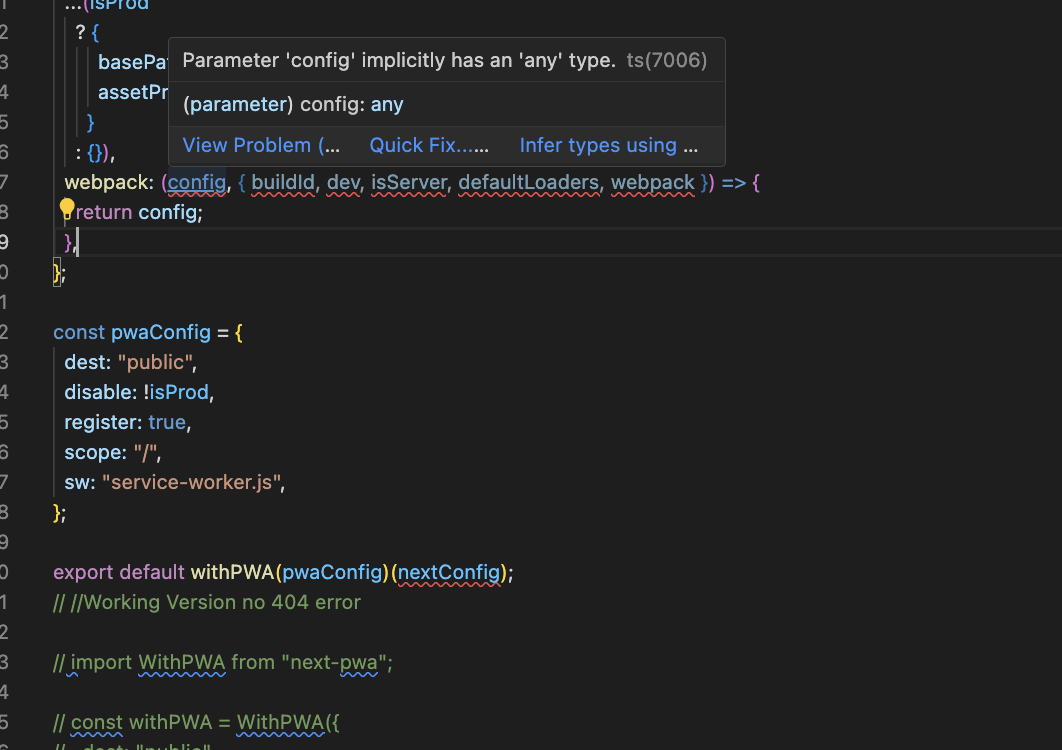 ...(isProd
2 ? {
3 basePa
Parameter 'config' implicitly has an 'any' type. ts(7006)
4 assetPr
(parameter) config: any
5 }
View Problem (... Quick Fix...... Infer types using ...
6 : {}),
7 webpack: (config, { buildId, dev, isServer, defaultLoaders, webpack }) => {
8 return config;
9 },
0 };
1
2 const pwaConfig = {
3 dest: "public",
4 disable: !isProd,
5 register: true,
6 scope: "/",
7 sw: "service-worker.js",
8 };
9
0 export default withPWA(pwaConfig)(nextConfig);
1 // //Working Version no 404 error
2
3 // import WithPWA from "next-pwa";
4
5 // const withPWA = WithPWA({
// dest: "public"